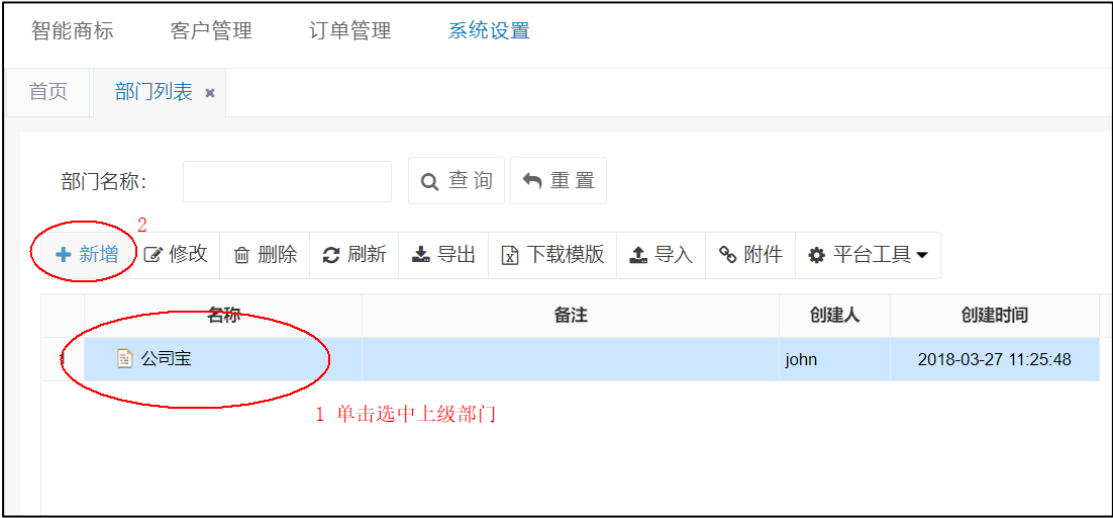 智能商标 客户管理 订单管理 系统设置
首页 部门列表 ×
部门名称: 查询 重置
2
新增 修改 删除 刷新 导出 下载模版 导入 附件 平台工具
名称 备注 创建人 创建时间
公司宝 john 2018-03-27 11:25:48
1 单击选中上级部门